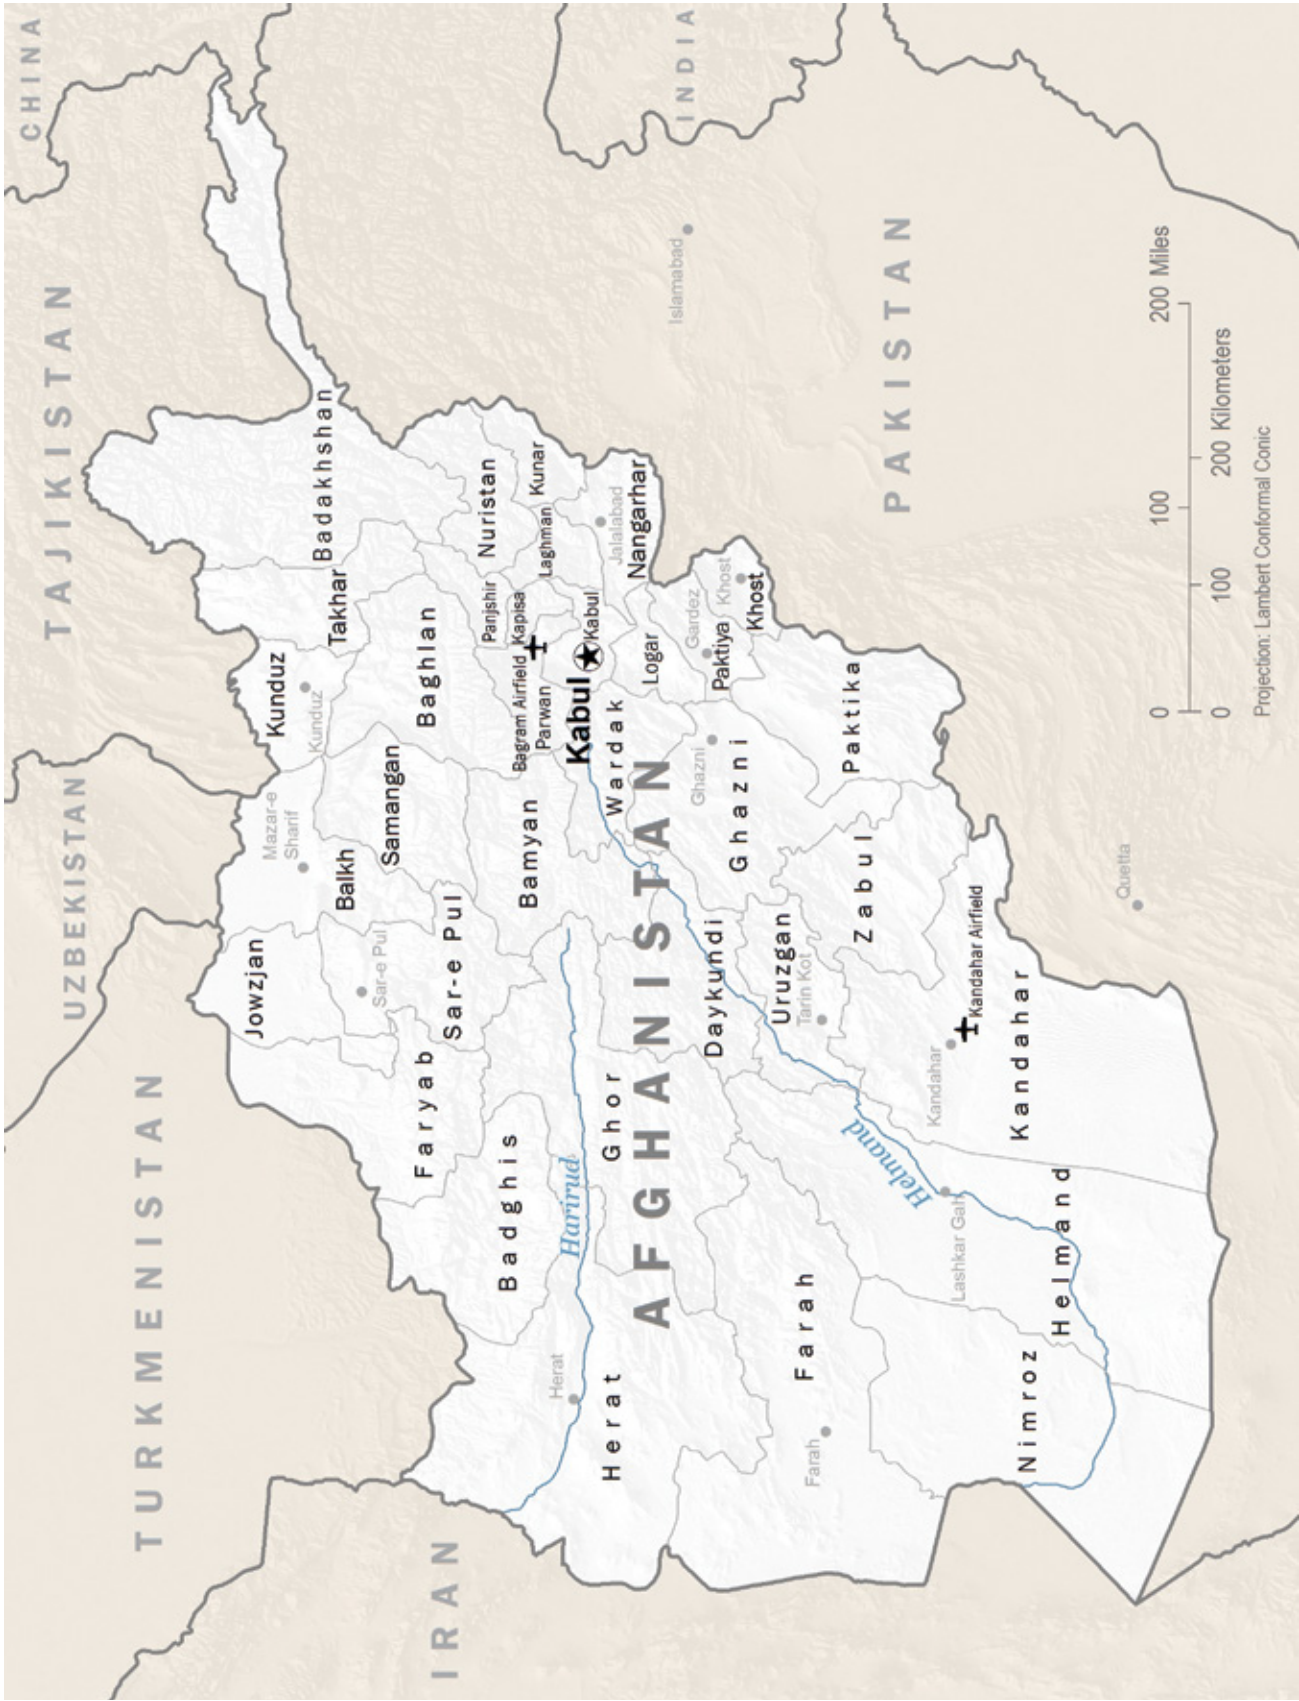 CHINA
TAJIKISTAN
UZBEKISTAN
TURKMENISTAN
IRAN
INDIA
PAKISTAN
AFGHANISTAN
Badakhshan
Takhar
Kunduz
Kunduz
Mazar-e
Sharif
Balkh
Samangan
Baghlan
Jowzjan
Sar-e Pul
Sar-e Pul
Faryab
Badghis
Nuristan
Kunar
Laghman
Panjshir
Kapisa
Bagram Airfield
Parwan
Kabul
Kabul
Jalalabad
Nangarhar
Logar
Wardak
Bamyan
Harirud
Ghor
Herat
Herat
Islamabad
Gardez
Khost
Khost
Paktiya
Ghazni
Ghazni
Paktika
Daykundi
Uruzgan
Tarin Kot
Zabul
Farah
Farah
Helmand
Kandahar
Kandahar Airfield
Kandahar
Lashkar Gah
Helmand
Nimroz
Quetta
0 100 200 Miles
0 100 200 Kilometers
Projection: Lambert Conformal Conic